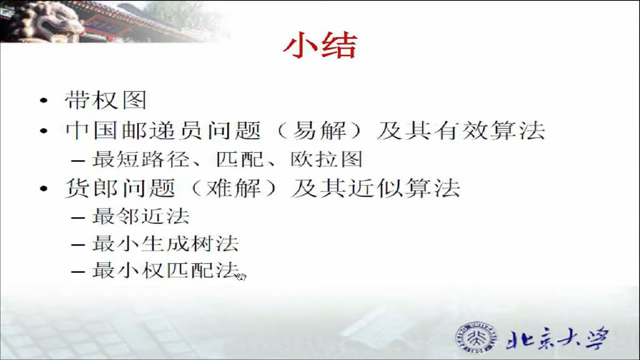 小结
• 带权图
• 中国邮递员问题（易解）及其有效算法
– 最短路径、匹配、欧拉图
• 货郎问题（难解）及其近似算法
– 最邻近法
– 最小生成树法
– 最小权匹配法
北京大学